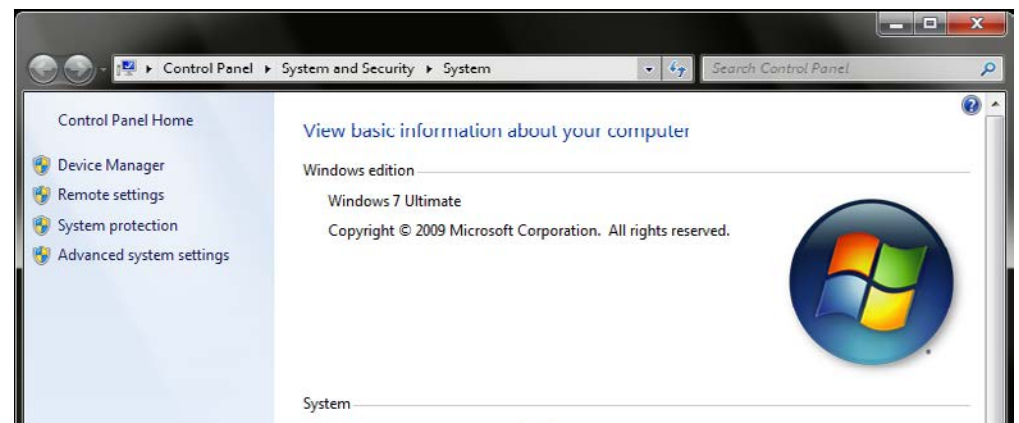 Control Panel ▸ System and Security ▸ System
Search Control Panel
Control Panel Home
Device Manager
Remote settings
System protection
Advanced system settings
View basic information about your computer
Windows edition
Windows 7 Ultimate
Copyright © 2009 Microsoft Corporation. All rights reserved.
System